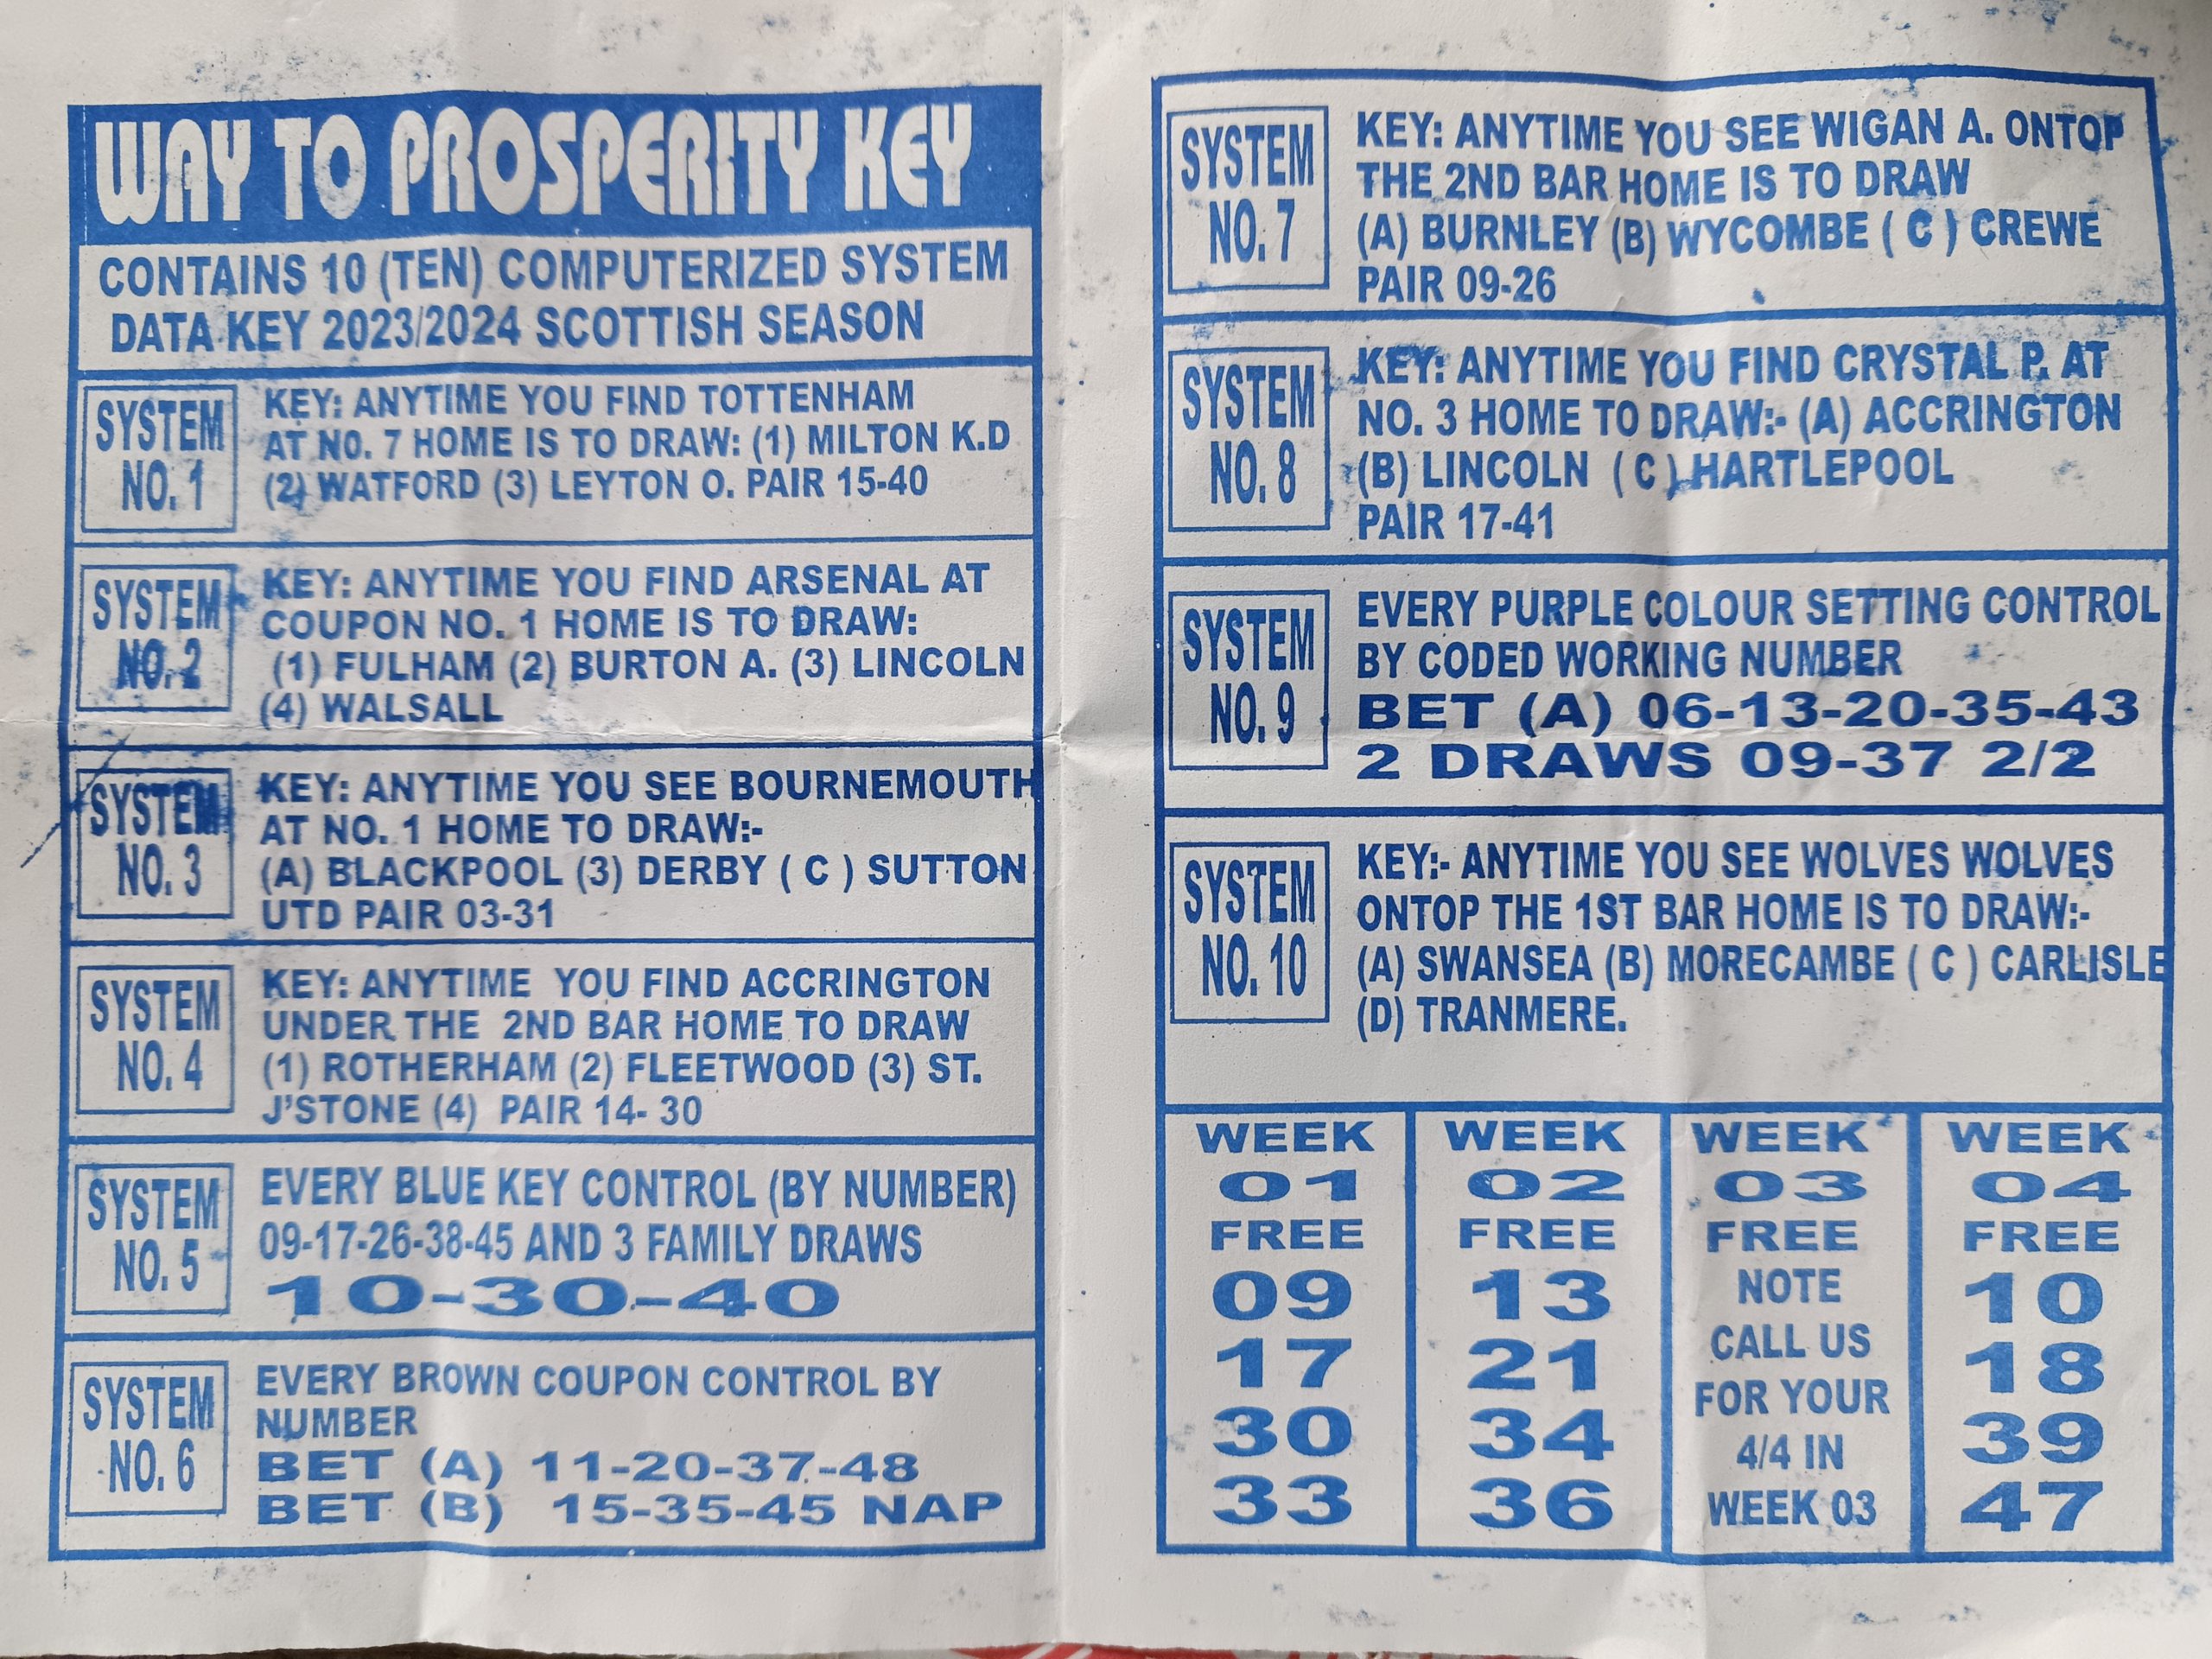 WAY TO PROSPERITY KEY
CONTAINS 10 (TEN) COMPUTERIZED SYSTEM
DATA KEY 2023/2024 SCOTTISH SEASON
SYSTEM
NO. 1
KEY: ANYTIME YOU FIND TOTTENHAM
AT NO. 7 HOME IS TO DRAW: (1) MILTON K.D
(2) WATFORD (3) LEYTON O. PAIR 15-40
SYSTEM
NO. 2
KEY: ANYTIME YOU FIND ARSENAL AT
COUPON NO. 1 HOME IS TO DRAW:
(1) FULHAM (2) BURTON A. (3) LINCOLN
(4) WALSALL
SYSTEM
NO. 3
KEY: ANYTIME YOU SEE BOURNEMOUTH
AT NO. 1 HOME TO DRAW:-
(A) BLACKPOOL (3) DERBY ( C ) SUTTON
UTD PAIR 03-31
SYSTEM
NO. 4
KEY: ANYTIME YOU FIND ACCRINGTON
UNDER THE 2ND BAR HOME TO DRAW
(1) ROTHERHAM (2) FLEETWOOD (3) ST.
J'STONE (4) PAIR 14- 30
SYSTEM
NO. 5
EVERY BLUE KEY CONTROL (BY NUMBER)
09-17-26-38-45 AND 3 FAMILY DRAWS
10-30-40
SYSTEM
NO. 6
EVERY BROWN COUPON CONTROL BY
NUMBER
BET (A) 11-20-37-48
BET (B) 15-35-45 NAP
SYSTEM
NO. 7
KEY: ANYTIME YOU SEE WIGAN A. ONTOP
THE 2ND BAR HOME IS TO DRAW
(A) BURNLEY (B) WYCOMBE ( C ) CREWE
PAIR 09-26
SYSTEM
NO. 8
KEY: ANYTIME YOU FIND CRYSTAL P. AT
NO. 3 HOME TO DRAW:- (A) ACCRINGTON
(B) LINCOLN ( C ) HARTLEPOOL
PAIR 17-41
SYSTEM
NO. 9
EVERY PURPLE COLOUR SETTING CONTROL
BY CODED WORKING NUMBER
BET (A) 06-13-20-35-43
2 DRAWS 09-37 2/2
SYSTEM
NO. 10
KEY:- ANYTIME YOU SEE WOLVES WOLVES
ONTOP THE 1ST BAR HOME IS TO DRAW:-
(A) SWANSEA (B) MORECAMBE ( C ) CARLISLE
(D) TRANMERE.
WEEK
01
FREE
09
17
30
33
WEEK
02
FREE
13
21
34
36
WEEK
03
FREE
NOTE
CALL US
FOR YOUR
4/4 IN
WEEK 03
WEEK
04
FREE
10
18
39
47